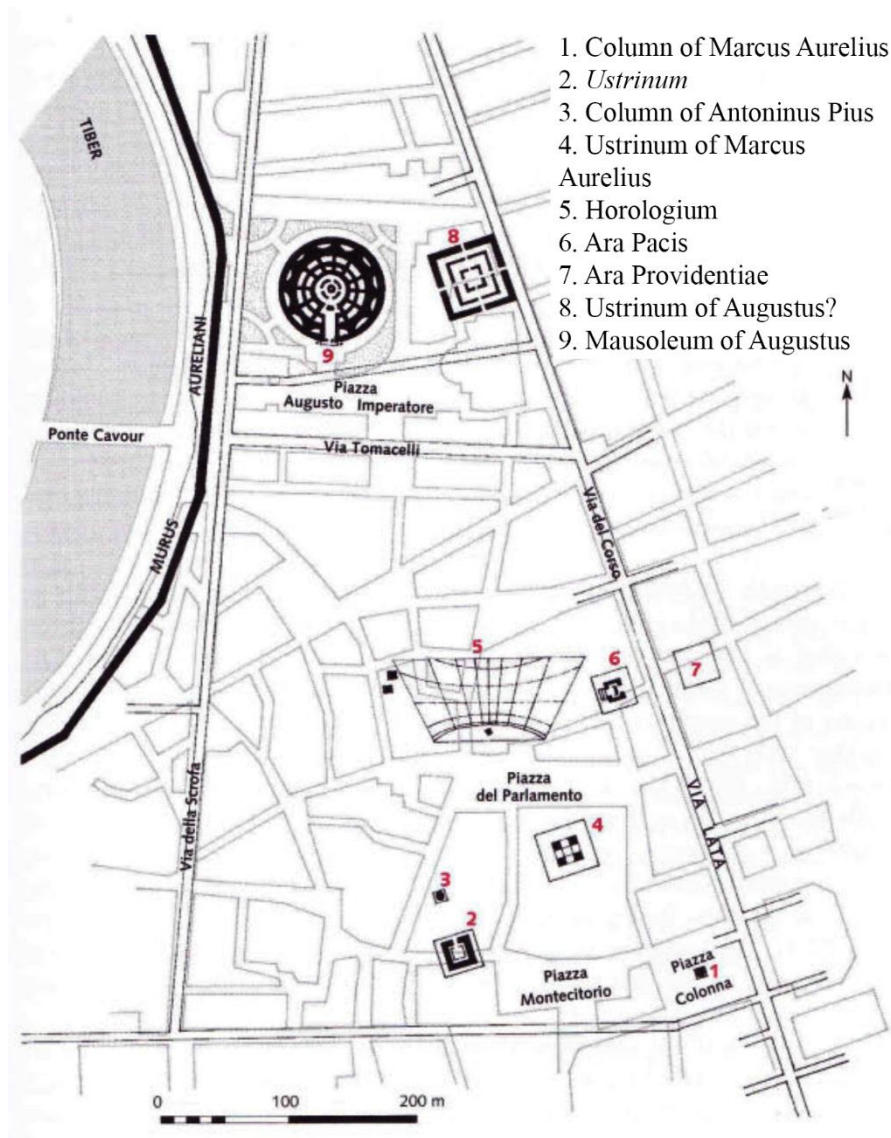 1. Column of Marcus Aurelius
2. Ustrinum
3. Column of Antoninus Pius
4. Ustrinum of Marcus
Aurelius
5. Horologium
6. Ara Pacis
7. Ara Providentiae
8. Ustrinum of Augustus?
9. Mausoleum of Augustus
TIBER
8
9
AURELIANI
Piazza
Augusto Imperatore
N
Ponte Cavour
Via Tomacelli
Via del Corso
MURUS
5
6
7
Via della Scrofa
Piazza
del Parlamento
VIA LATA
4
3
2
Piazza
Montecitorio
Piazza
Colonna
1
0 100 200 m